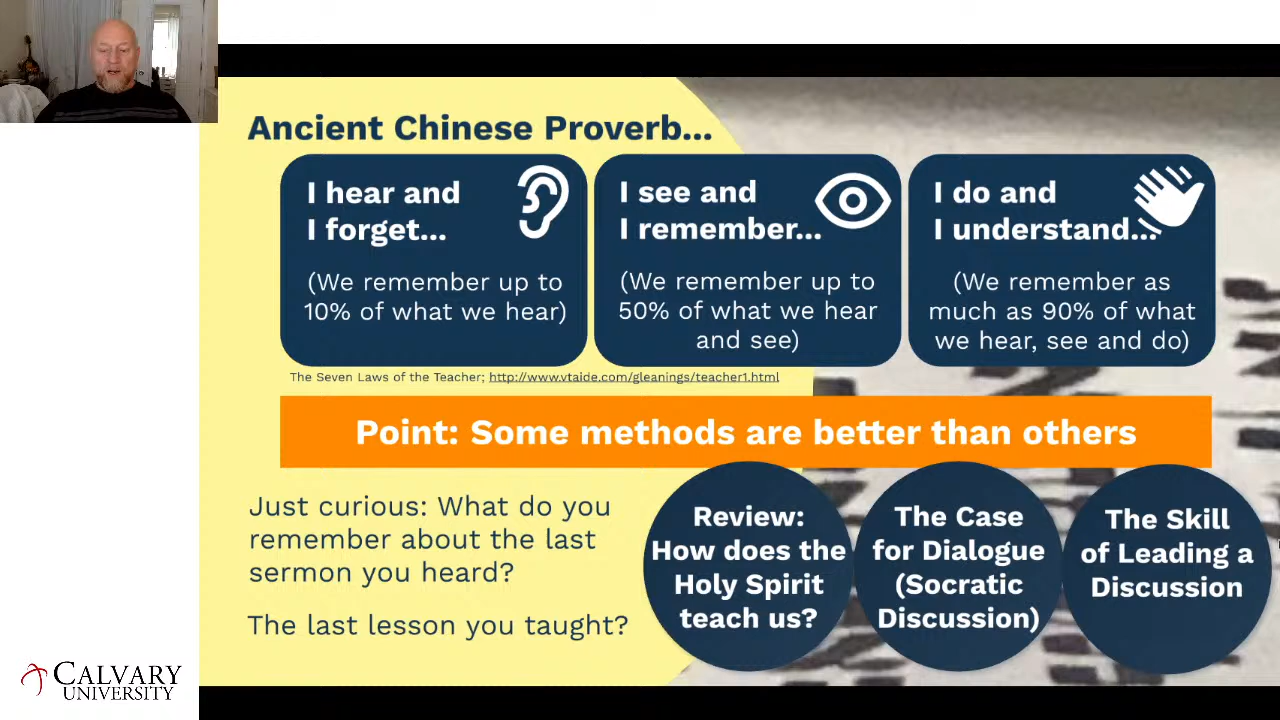 Ancient Chinese Proverb...
I hear and
I forget...
(We remember up to
10% of what we hear)
I see and
I remember...
(We remember up to
50% of what we hear
and see)
I do and
I understand...
(We remember as
much as 90% of what
we hear, see and do)
The Seven Laws of the Teacher; http://www.vtaide.com/gleanings/teacher1.html
Point: Some methods are better than others
Just curious: What do you
remember about the last
sermon you heard?
The last lesson you taught?
Review:
How does the
Holy Spirit
teach us?
The Case
for Dialogue
(Socratic
Discussion)
The Skill
of Leading a
Discussion
CALVARY
UNIVERSITY